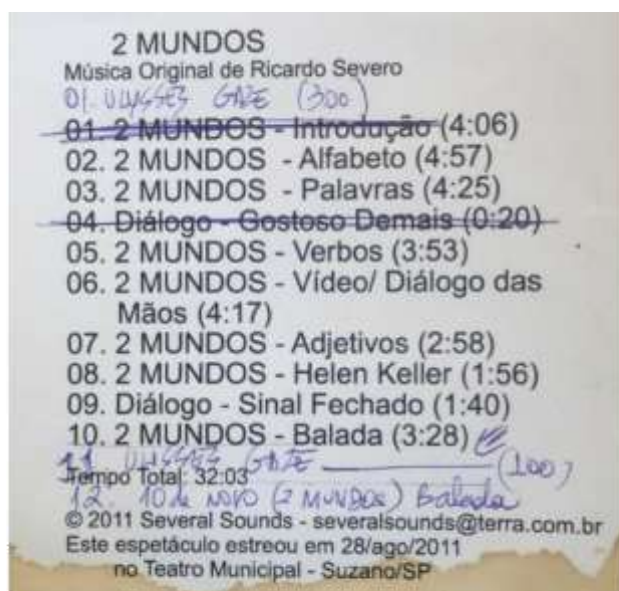 2 MUNDOS
Música Original de Ricardo Severo
01. ULYSSES GAZE (300)
01. 2 MUNDOS - Introdução (4:06)
02. 2 MUNDOS - Alfabeto (4:57)
03. 2 MUNDOS - Palavras (4:25)
04. Diálogo - Gostoso Demais (0:20)
05. 2 MUNDOS - Verbos (3:53)
06. 2 MUNDOS - Vídeo/ Diálogo das
Mãos (4:17)
07. 2 MUNDOS - Adjetivos (2:58)
08. 2 MUNDOS - Helen Keller (1:56)
09. Diálogo - Sinal Fechado (1:40)
10. 2 MUNDOS - Balada (3:28)
11. ULYSSES GAZE (100)
Tempo Total: 32:03
12. 10 de novo (2 MUNDOS) Balada
© 2011 Several Sounds - severalsounds@terra.com.br
Este espetáculo estreou em 28/ago/2011
no Teatro Municipal - Suzano/SP